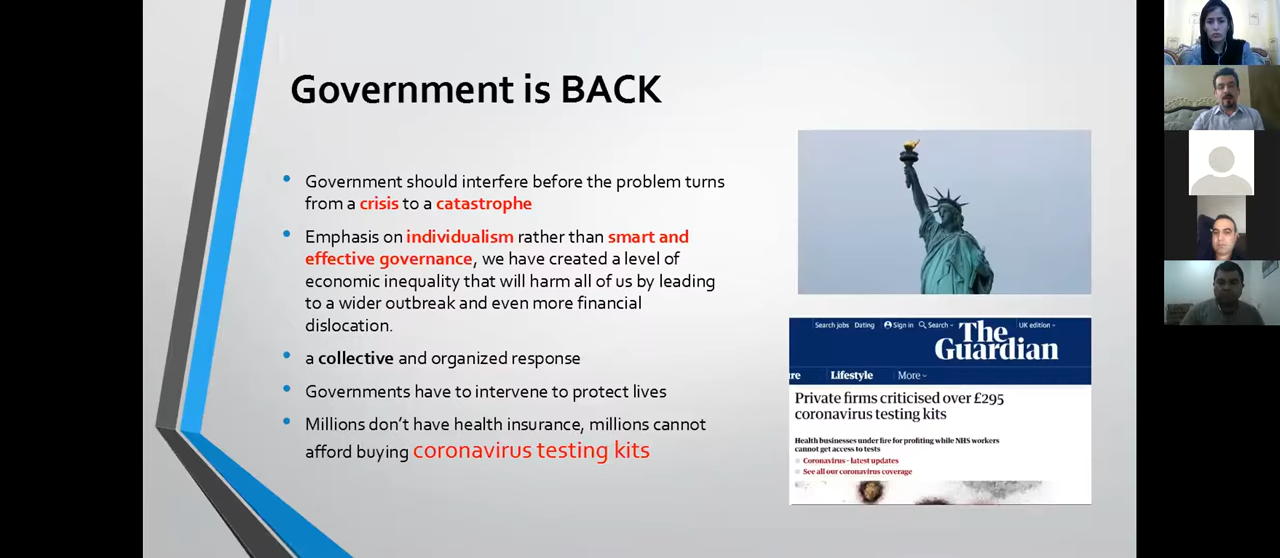 Government is BACK
Government should interfere before the problem turns
from a crisis to a catastrophe
Emphasis on individualism rather than smart and
effective governance, we have created a level of
economic inequality that will harm all of us by leading
to a wider outbreak and even more financial
dislocation.
a collective and organized response
Governments have to intervene to protect lives
Millions don't have health insurance, millions cannot
afford buying coronavirus testing kits
Search jobs Dating Sign in Search UK edition
The
Guardian
re Lifestyle More
Private firms criticised over £295
coronavirus testing kits
Health businesses under fire for profiting while NHS workers
cannot get access to tests
Coronavirus - latest updates
See all our coronavirus coverage